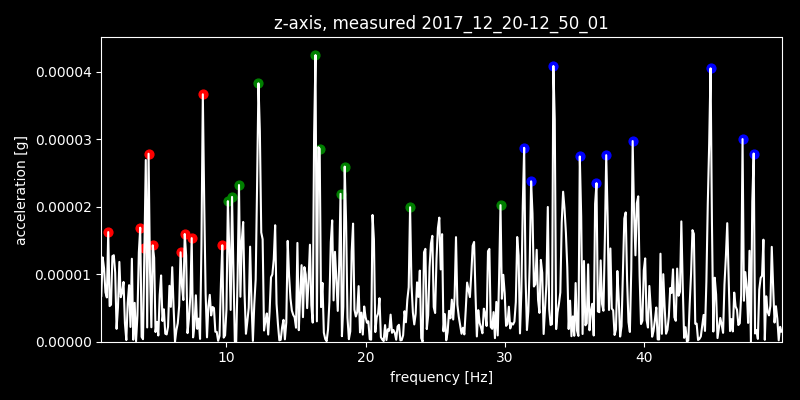 z-axis, measured 2017_12_20-12_50_01
0.00004
0.00003
0.00002
0.00001
0.00000
acceleration [g]
10 20 30 40
frequency [Hz]